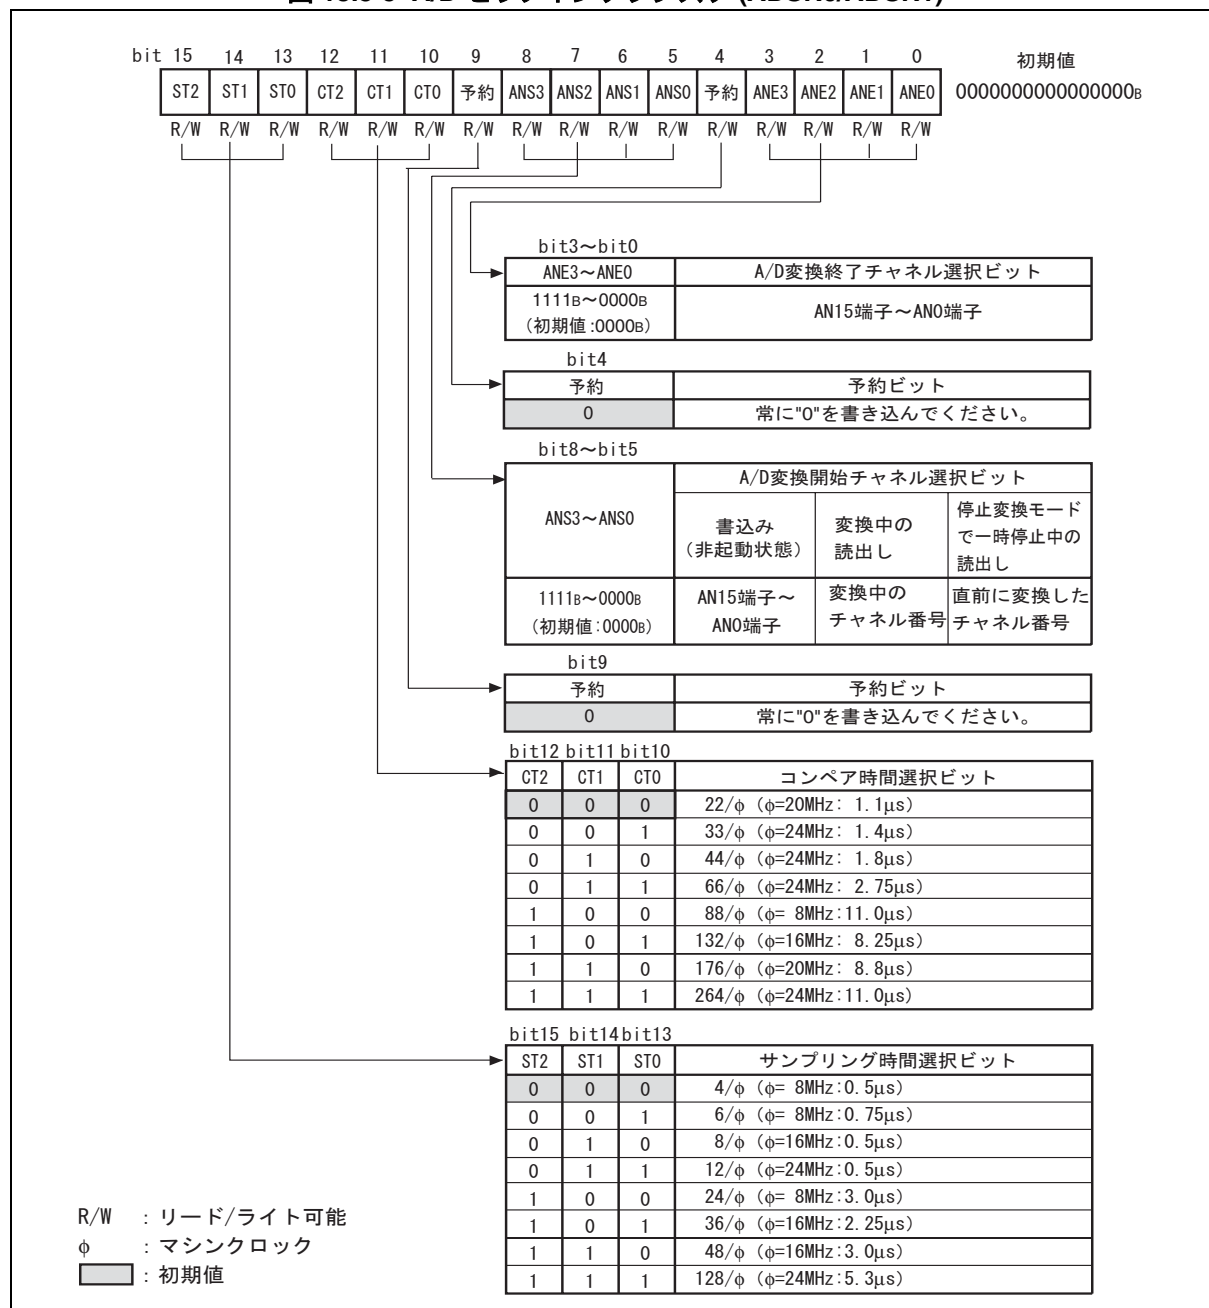 bit 15 14 13 12 11 10 9 8 7 6 5 4 3 2 1 0 初期値
ST2 ST1 ST0 CT2 CT1 CT0 予約 ANS3 ANS2 ANS1 ANS0 予約 ANE3 ANE2 ANE1 ANE0 0000000000000000B
R/W R/W R/W R/W R/W R/W R/W R/W R/W R/W R/W R/W R/W R/W R/W R/W
bit3～bit0
ANE3～ANE0 A/D変換終了チャネル選択ビット
1111B～0000B
(初期値:0000B)
AN15端子～AN0端子
bit4
予約 予約ビット
0 常に"0"を書き込んでください。
bit8～bit5
ANS3～ANS0
A/D変換開始チャネル選択ビット
書込み
(非起動状態)
変換中の
読出し
停止変換モード
で一時停止中の
読出し
1111B～0000B
(初期値:0000B)
AN15端子～
AN0端子
変換中の
チャネル番号
直前に変換した
チャネル番号
bit9
予約 予約ビット
0 常に"0"を書き込んでください。
bit12 bit11 bit10
CT2 CT1 CT0 コンペア時間選択ビット
0 0 0 22/φ (φ=20MHz: 1.1μs)
0 0 1 33/φ (φ=24MHz: 1.4μs)
0 1 0 44/φ (φ=24MHz: 1.8μs)
0 1 1 66/φ (φ=24MHz: 2.75μs)
1 0 0 88/φ (φ= 8MHz:11.0μs)
1 0 1 132/φ (φ=16MHz: 8.25μs)
1 1 0 176/φ (φ=20MHz: 8.8μs)
1 1 1 264/φ (φ=24MHz:11.0μs)
bit15 bit14 bit13
ST2 ST1 ST0 サンプリング時間選択ビット
0 0 0 4/φ (φ= 8MHz:0.5μs)
0 0 1 6/φ (φ= 8MHz:0.75μs)
0 1 0 8/φ (φ=16MHz:0.5μs)
0 1 1 12/φ (φ=24MHz:0.5μs)
1 0 0 24/φ (φ= 8MHz:3.0μs)
1 0 1 36/φ (φ=16MHz:2.25μs)
1 1 0 48/φ (φ=16MHz:3.0μs)
1 1 1 128/φ (φ=24MHz:5.3μs)
R/W : リード/ライト可能
φ : マシンクロック
: 初期値